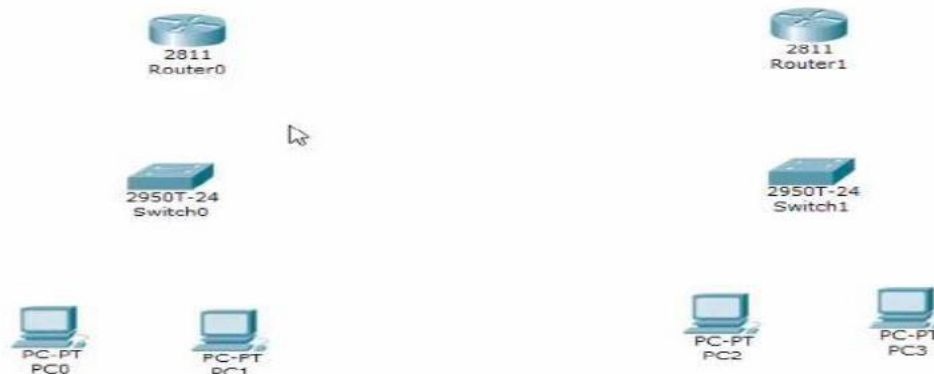 2811
Router0
2811
Router1
2950T-24
Switch0
2950T-24
Switch1
PC-PT
PC0
PC-PT
PC1
PC-PT
PC2
PC-PT
PC3